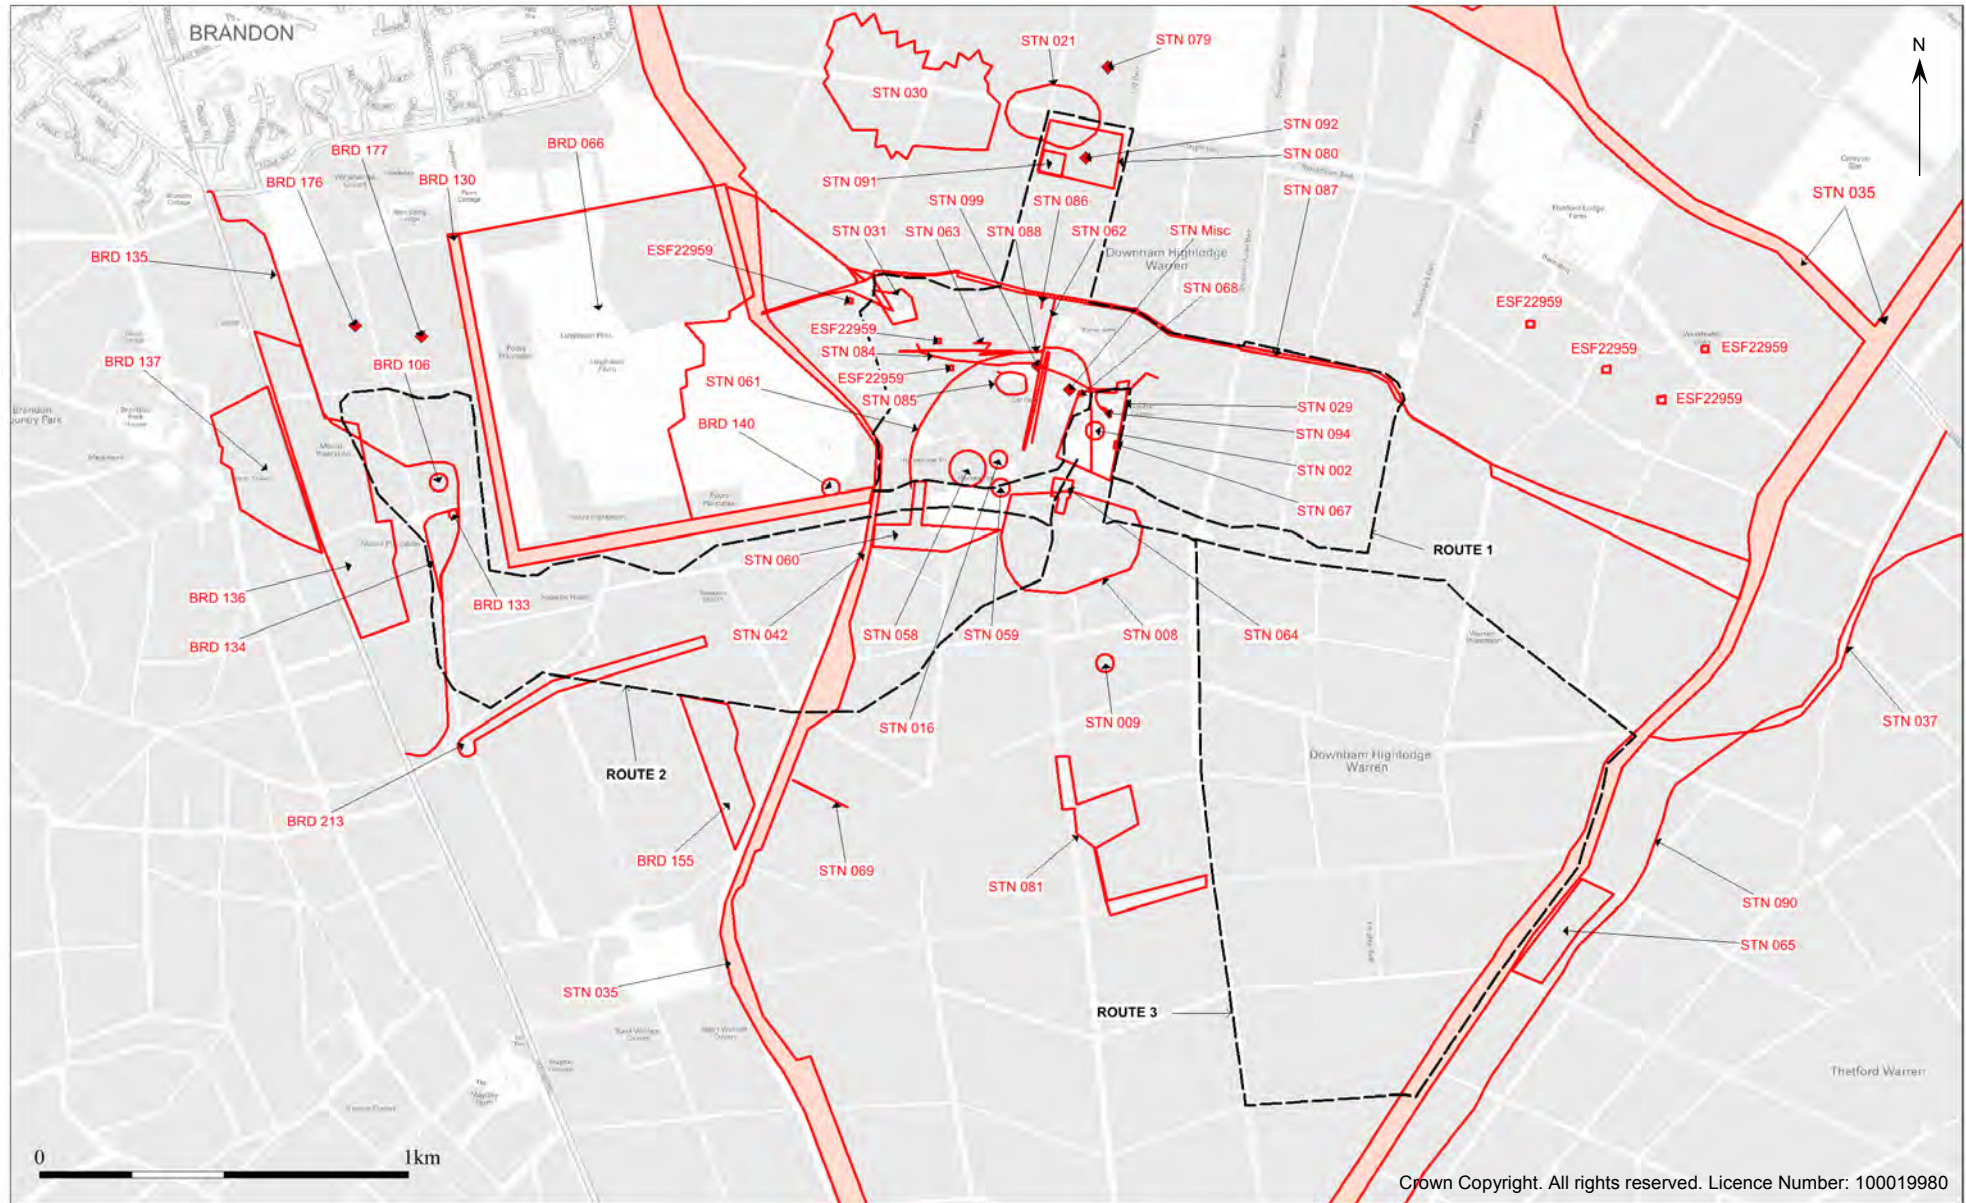 BRANDON
N
STN 021
STN 079
STN 030
STN 092
STN 080
STN 087
BRD 177
BRD 066
BRD 176
BRD 130
STN 091
STN 099
STN 086
STN 035
STN 031
STN 063
STN 088
STN 062
STN Misc
ESF22959
Downham Highlodge
Warren
BRD 135
STN 068
ESF22959
ESF22959
STN 084
ESF22959
ESF22959
BRD 137
BRD 106
ESF22959
STN 061
STN 085
ESF22959
STN 029
BRD 140
STN 094
STN 002
STN 067
ROUTE 1
STN 060
BRD 136
BRD 133
BRD 134
STN 042
STN 058
STN 059
STN 008
STN 064
STN 016
STN 009
STN 037
Downham Highlodge
Warren
ROUTE 2
BRD 213
BRD 155
STN 069
STN 081
STN 090
STN 065
STN 035
ROUTE 3
Thetford Warren
0
1km
Crown Copyright. All rights reserved. Licence Number: 100019980